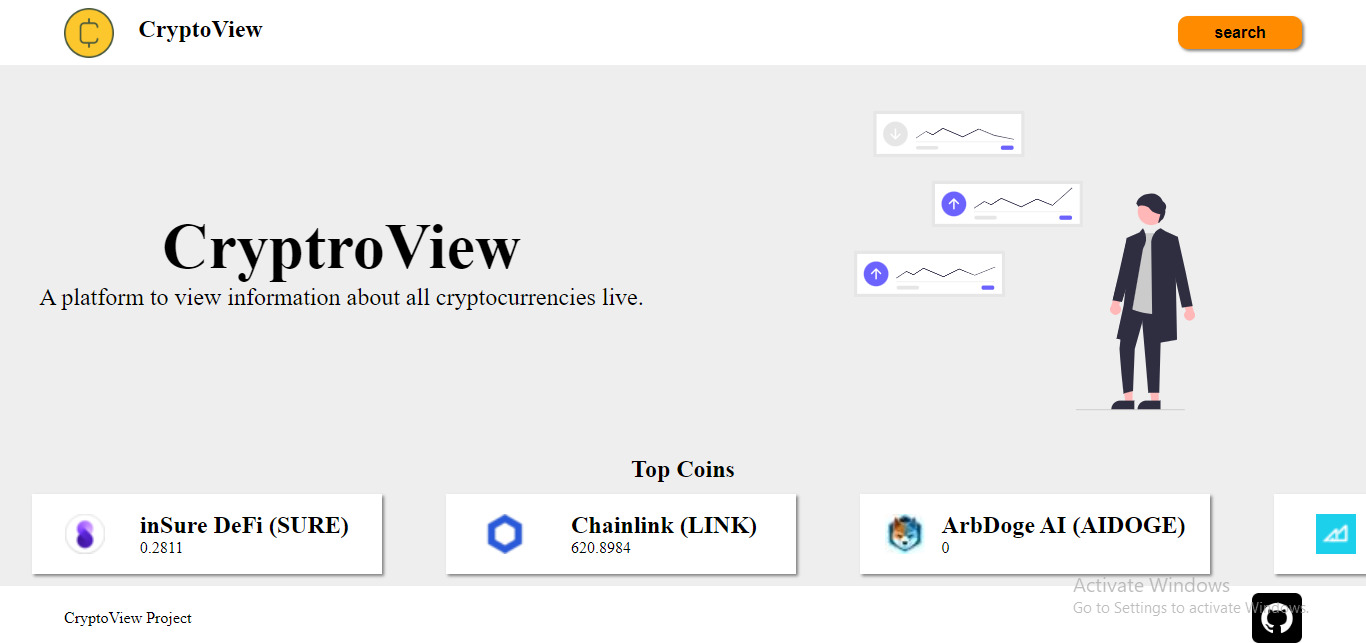 CryptoView
search
CryptroView
A platform to view information about all cryptocurrencies live.
Top Coins
inSure DeFi (SURE)
0.2811
Chainlink (LINK)
620.8984
ArbDoge AI (AIDOGE)
0
Activate Windows
Go to Settings to activate Windows.
CryptoView Project